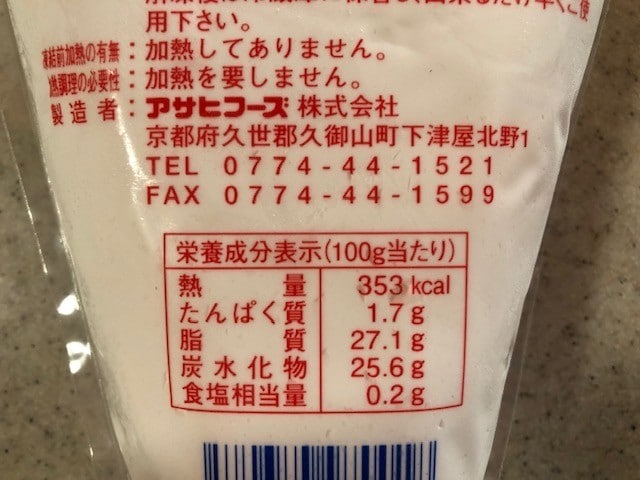 用下さい。
凍結前加熱の有無：加熱してありません。
熱調理の必要性：加熱を要しません。
製造者：アサヒフーズ株式会社
京都府久世郡久御山町下津屋北野1
TEL 0774-44-1521
FAX 0774-44-1599
栄養成分表示(100g当たり)
熱量 353 kcal
たんぱく質 1.7 g
脂質 27.1 g
炭水化物 25.6 g
食塩相当量 0.2 g